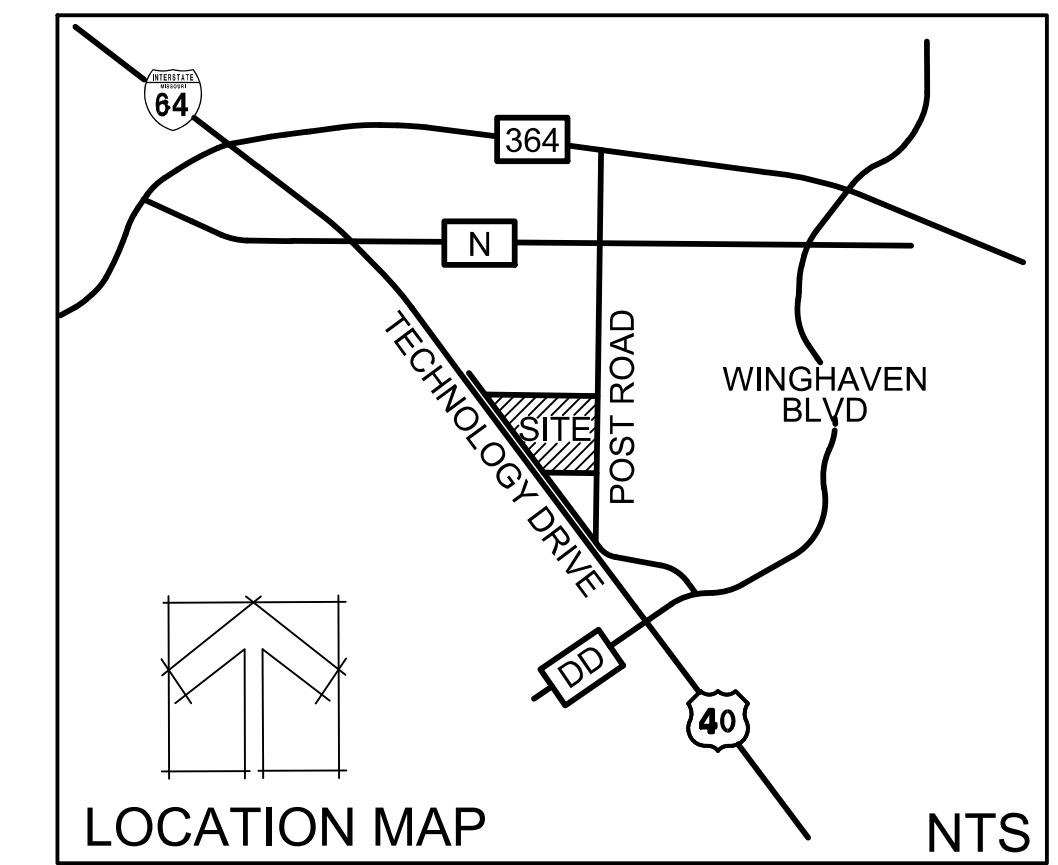 INTERSTATE
MISSOURI
64
364
N
TECHNOLOGY DRIVE
POST ROAD
WINGHAVEN
BLVD
SITE
DD
40
LOCATION MAP
NTS